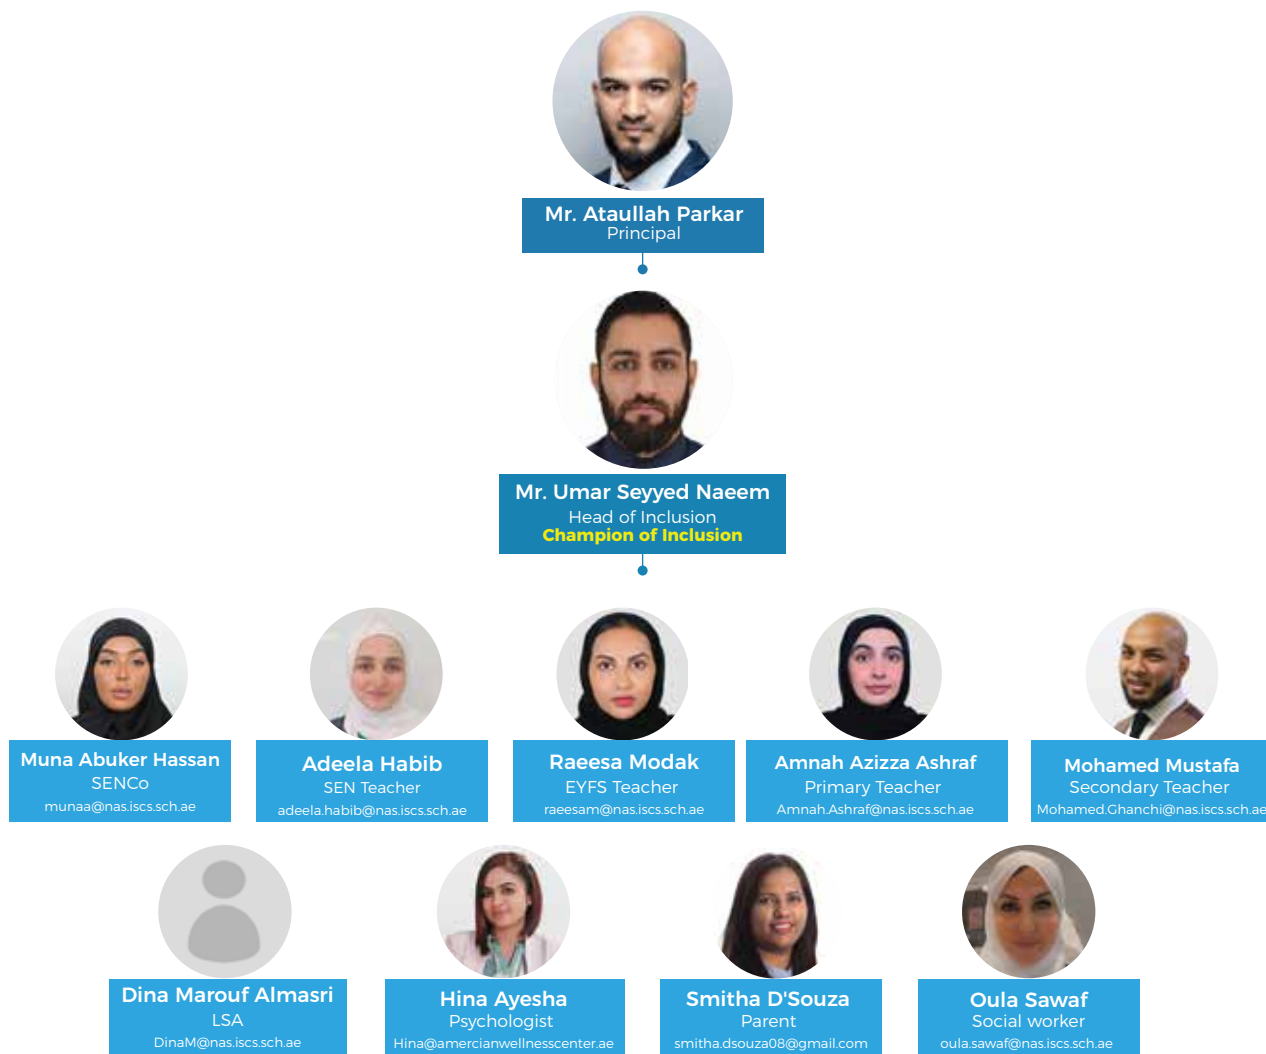 Mr. Ataullah Parkar
Principal
Mr. Umar Seyyed Naeem
Head of Inclusion
Champion of Inclusion
Muna Abuker Hassan
SENCo
munaa@nas.iscs.sch.ae
Adeela Habib
SEN Teacher
adeela.habib@nas.iscs.sch.ae
Raeesa Modak
EYFS Teacher
raeesam@nas.iscs.sch.ae
Amnah Azizza Ashraf
Primary Teacher
Amnah.Ashraf@nas.iscs.sch.ae
Mohamed Mustafa
Secondary Teacher
Mohamed.Ghanchi@nas.iscs.sch.ae
Dina Marouf Almasri
LSA
DinaM@nas.iscs.sch.ae
Hina Ayesha
Psychologist
Hina@amercianwellnesscenter.ae
Smitha D'Souza
Parent
smitha.dsouza08@gmail.com
Oula Sawaf
Social worker
oula.sawaf@nas.iscs.sch.ae